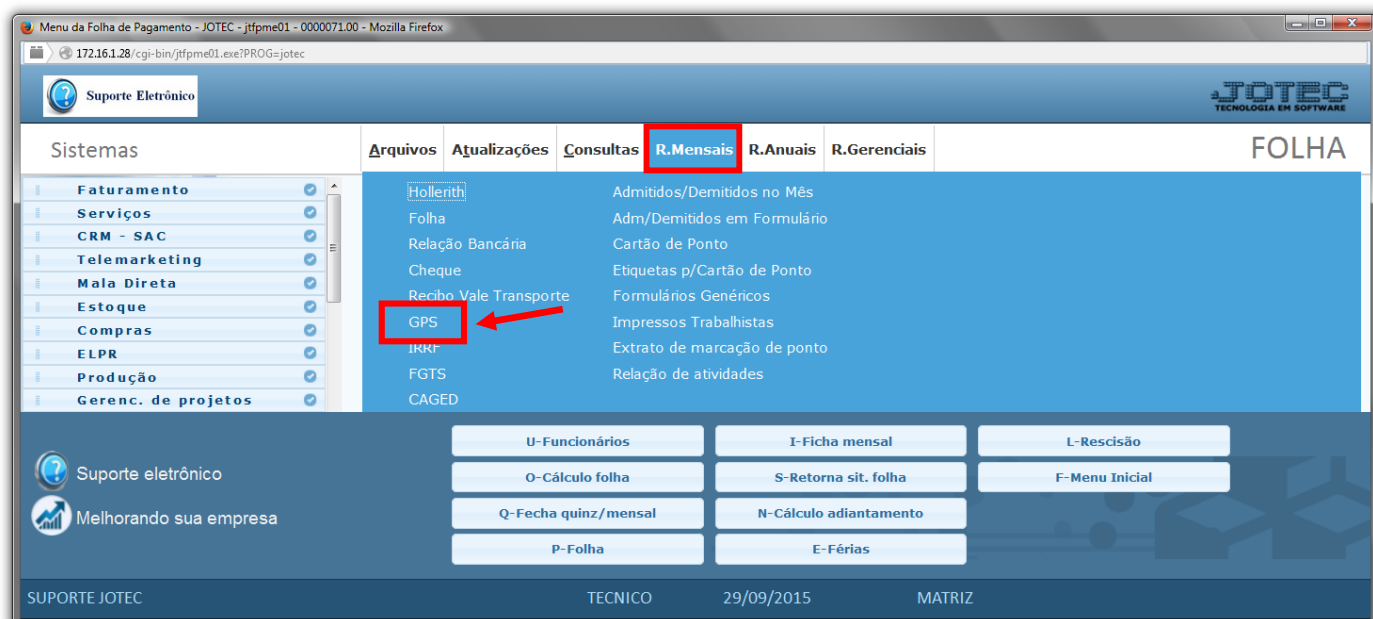 Menu da Folha de Pagamento - JOTEC - jtfpme01 - 0000071.00 - Mozilla Firefox
172.16.1.28/cgi-bin/jtfpme01.exe?PROG=jotec
Suporte Eletrônico
JOTEC
TECNOLOGIA EM SOFTWARE
Sistemas
Arquivos Atualizações Consultas R.Mensais R.Anuais R.Gerenciais
FOLHA
Faturamento
Serviços
CRM - SAC
Telemarketing
Mala Direta
Estoque
Compras
ELPR
Produção
Gerenc. de projetos
Hollerith
Folha
Relação Bancária
Cheque
Recibo Vale Transporte
GPS
IRRF
FGTS
CAGED
Admitidos/Demitidos no Mês
Adm/Demitidos em Formulário
Cartão de Ponto
Etiquetas p/Cartão de Ponto
Formulários Genéricos
Impressos Trabalhistas
Extrato de marcação de ponto
Relação de atividades
Suporte eletrônico
Melhorando sua empresa
U-Funcionários
I-Ficha mensal
L-Rescisão
O-Cálculo folha
S-Retorna sit. folha
F-Menu Inicial
Q-Fecha quinz/mensal
N-Cálculo adiantamento
P-Folha
E-Férias
SUPORTE JOTEC TECNICO 29/09/2015 MATRIZ